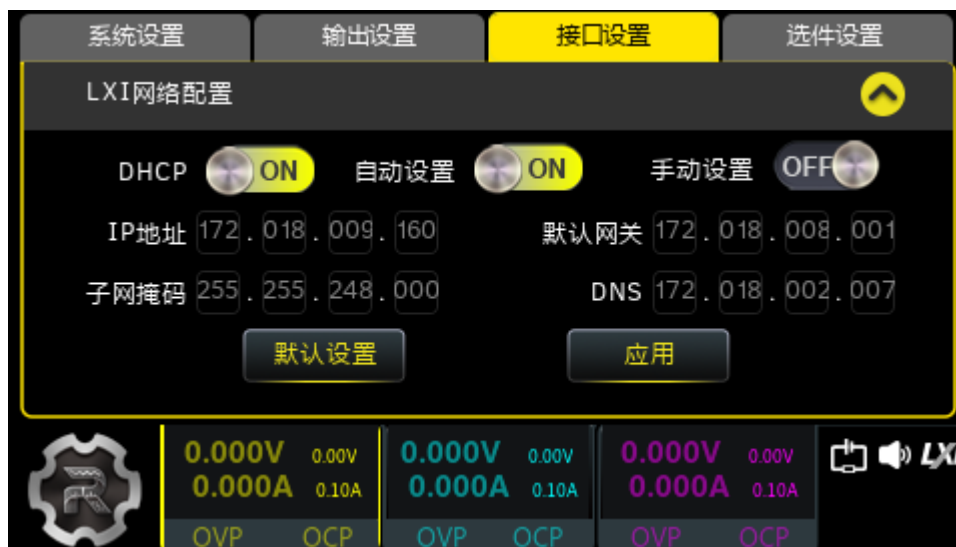 系统设置 输出设置 接口设置 选件设置
LXI网络配置
DHCP ON 自动设置 ON 手动设置 OFF
IP地址 172 . 018 . 009 . 160 默认网关 172 . 018 . 008 . 001
子网掩码 255 . 255 . 248 . 000 DNS 172 . 018 . 002 . 007
默认设置 应用
0.000V 0.00V 0.000V 0.00V 0.000V 0.00V LXI
0.000A 0.10A 0.000A 0.10A 0.000A 0.10A
OVP OCP OVP OCP OVP OCP